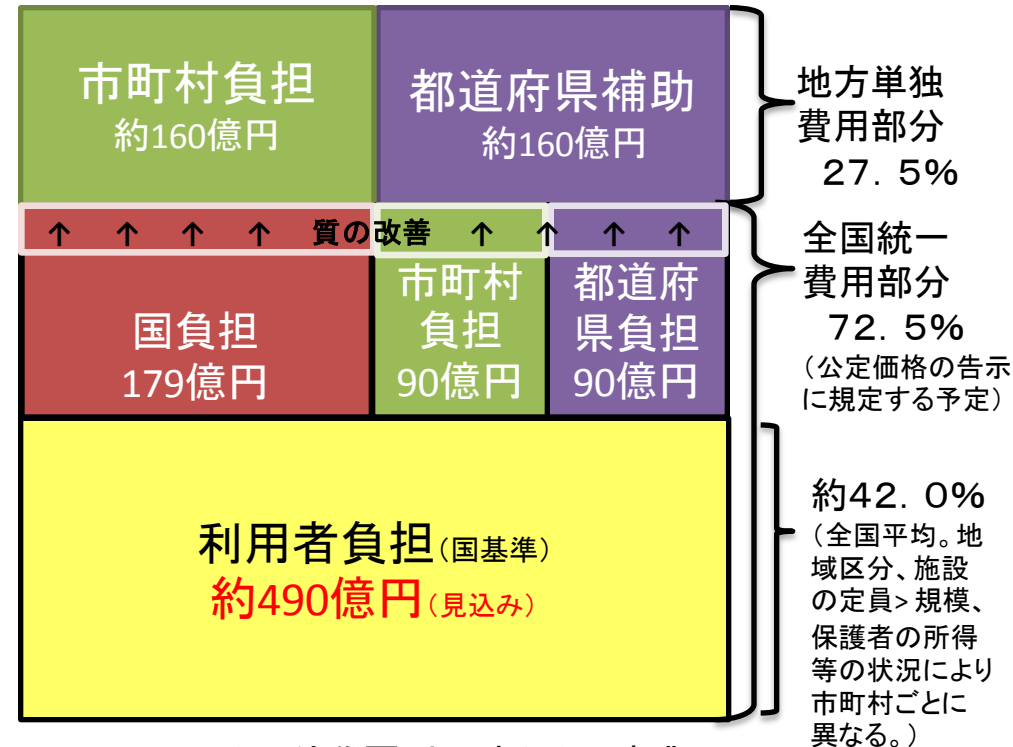 市町村負担
約160億円
都道府県補助
約160億円
地方単独
費用部分
27．5%
↑ ↑ ↑ ↑ 質の改善 ↑ ↑ ↑ ↑
国負担
179億円
市町村
負担
90億円
都道府
県負担
90億円
全国統一
費用部分
72．5%
（公定価格の告示
に規定する予定）
利用者負担（国基準）
約490億円（見込み）
約42．0%
（全国平均。地
域区分、施設
の定員>規模、
保護者の所得
等の状況により
市町村ごとに
異なる。）